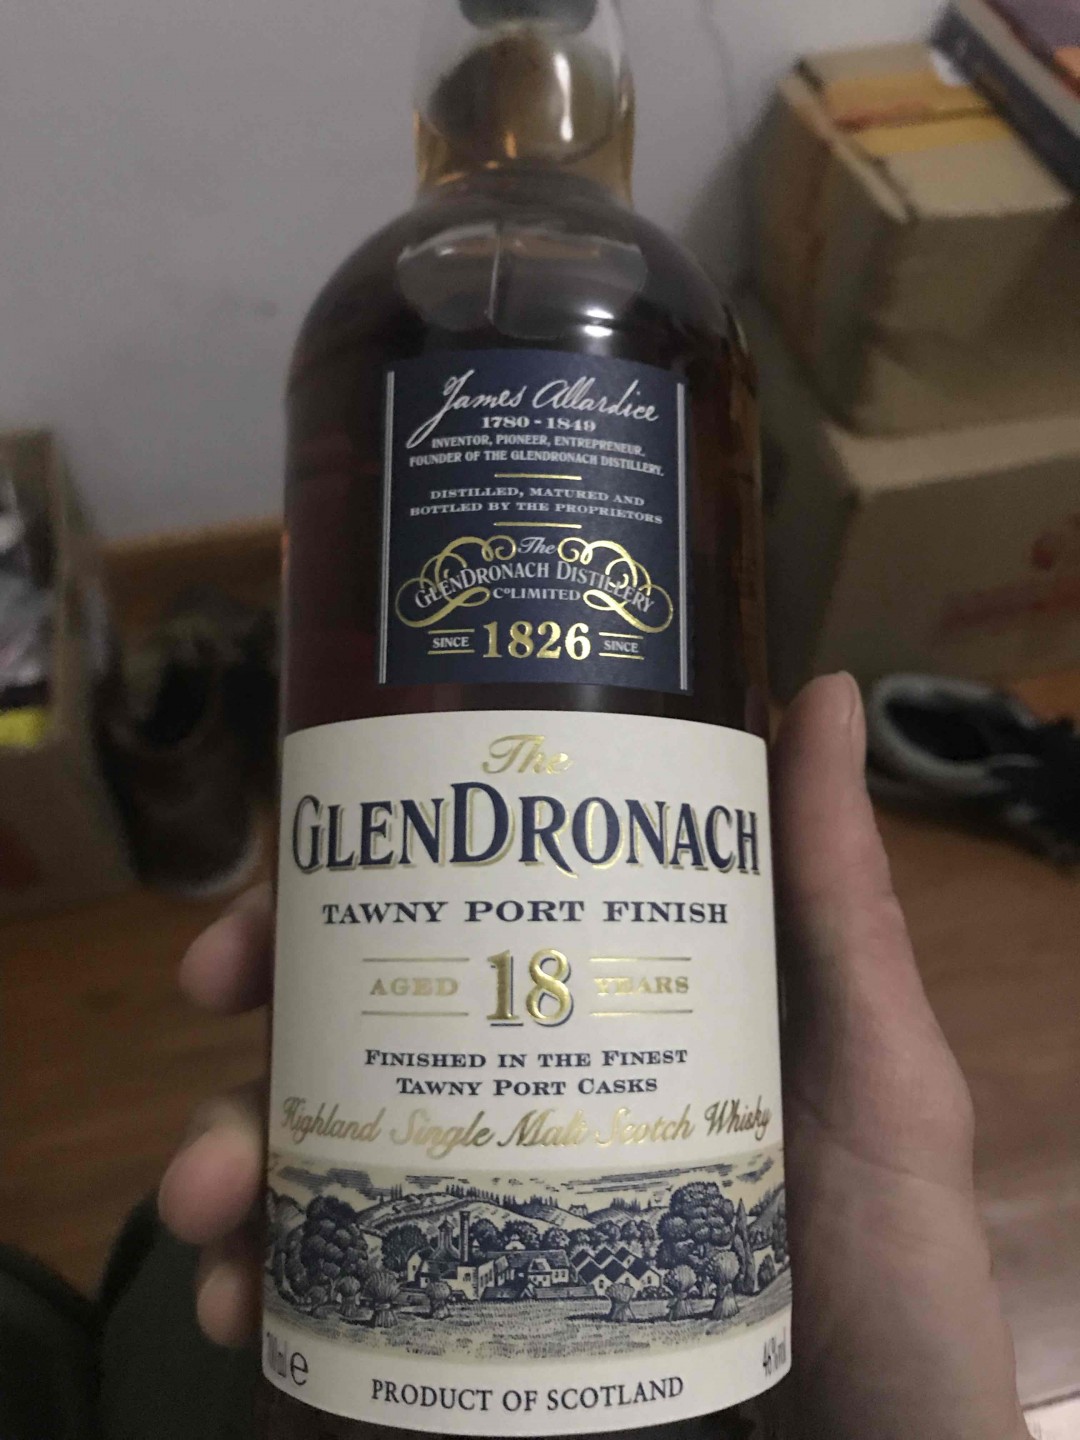 James Allardice
1780 - 1849
INVENTOR, PIONEER, ENTREPRENEUR.
FOUNDER OF THE GLENDRONACH DISTILLERY.
DISTILLED, MATURED AND
BOTTLED BY THE PROPRIETORS
The
GLENDRONACH DISTILLERY
Co LIMITED
SINCE 1826 SINCE
The
GLENDRONACH
TAWNY PORT FINISH
AGED 18 YEARS
FINISHED IN THE FINEST
TAWNY PORT CASKS
Highland Single Malt Scotch Whisky
e 46%
PRODUCT OF SCOTLAND